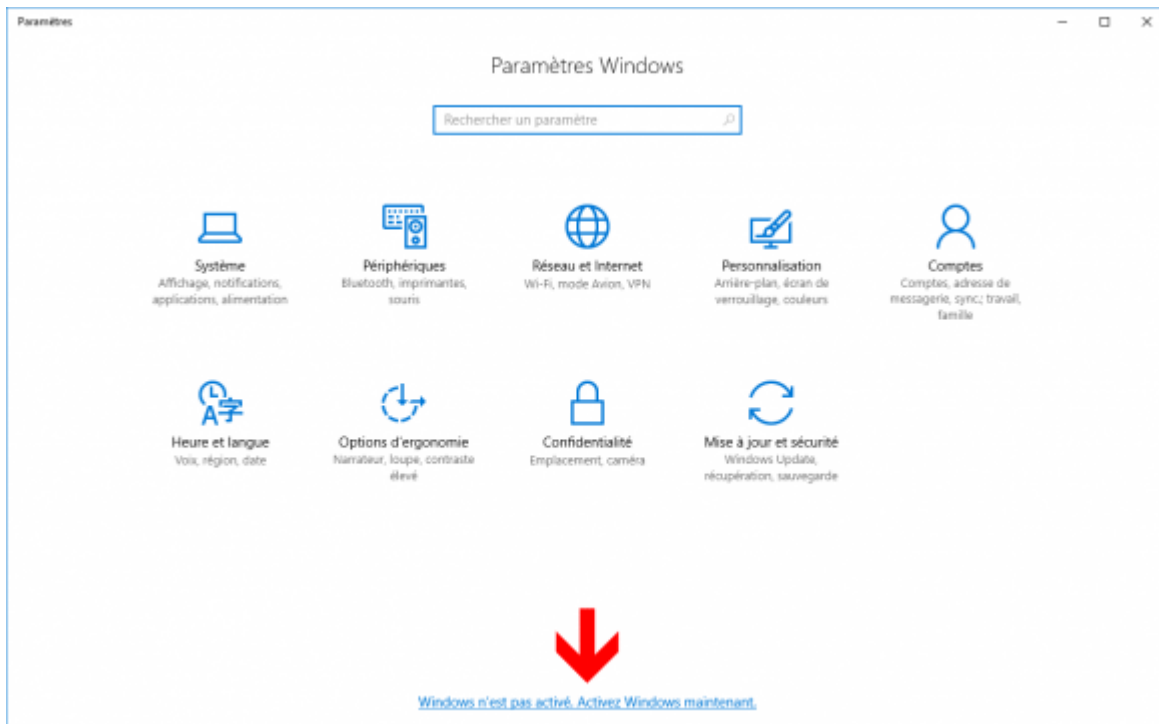 Paramètres
Paramètres Windows
Rechercher un paramètre
Système
Affichage, notifications,
applications, alimentation
Périphériques
Bluetooth, imprimantes,
souris
Réseau et Internet
Wi-Fi, mode Avion, VPN
Personnalisation
Arrière-plan, écran de
verrouillage, couleurs
Comptes
Comptes, adresse de
messagerie, sync.; travail,
famille
Heure et langue
Voix, région, date
Options d'ergonomie
Narrateur, loupe, contraste
élevé
Confidentialité
Emplacement, caméra
Mise à jour et sécurité
Windows Update,
récupération, sauvegarde
Windows n'est pas activé. Activez Windows maintenant.